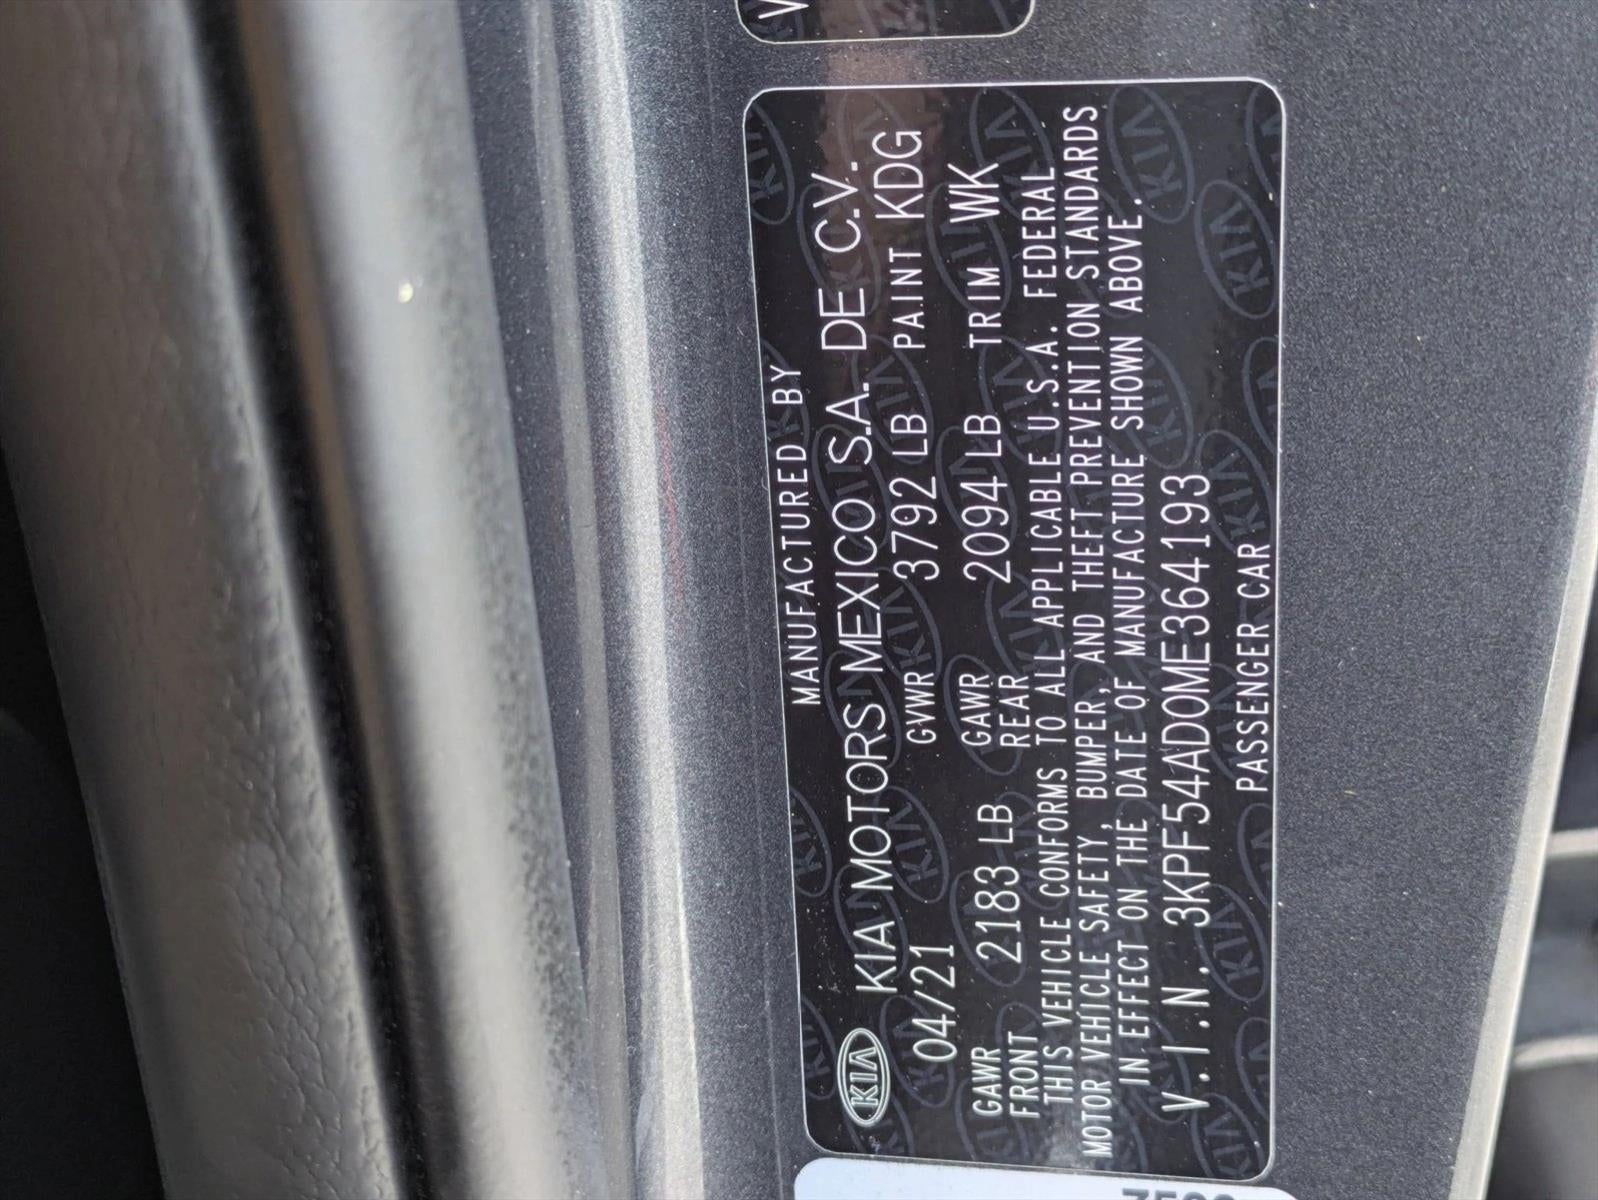 MANUFACTURED BY
KIA KIA MOTORS MEXICO S.A. DE C.V.
04/21 GVWR 3792 LB PAINT KDG
GAWR FRONT 2183 LB GAWR REAR 2094 LB TRIM WK
THIS VEHICLE CONFORMS TO ALL APPLICABLE U.S.A. FEDERAL
MOTOR VEHICLE SAFETY, BUMPER, AND THEFT PREVENTION STANDARDS
IN EFFECT ON THE DATE OF MANUFACTURE SHOWN ABOVE.
V.I.N. 3KPF54AD0ME364193
PASSENGER CAR